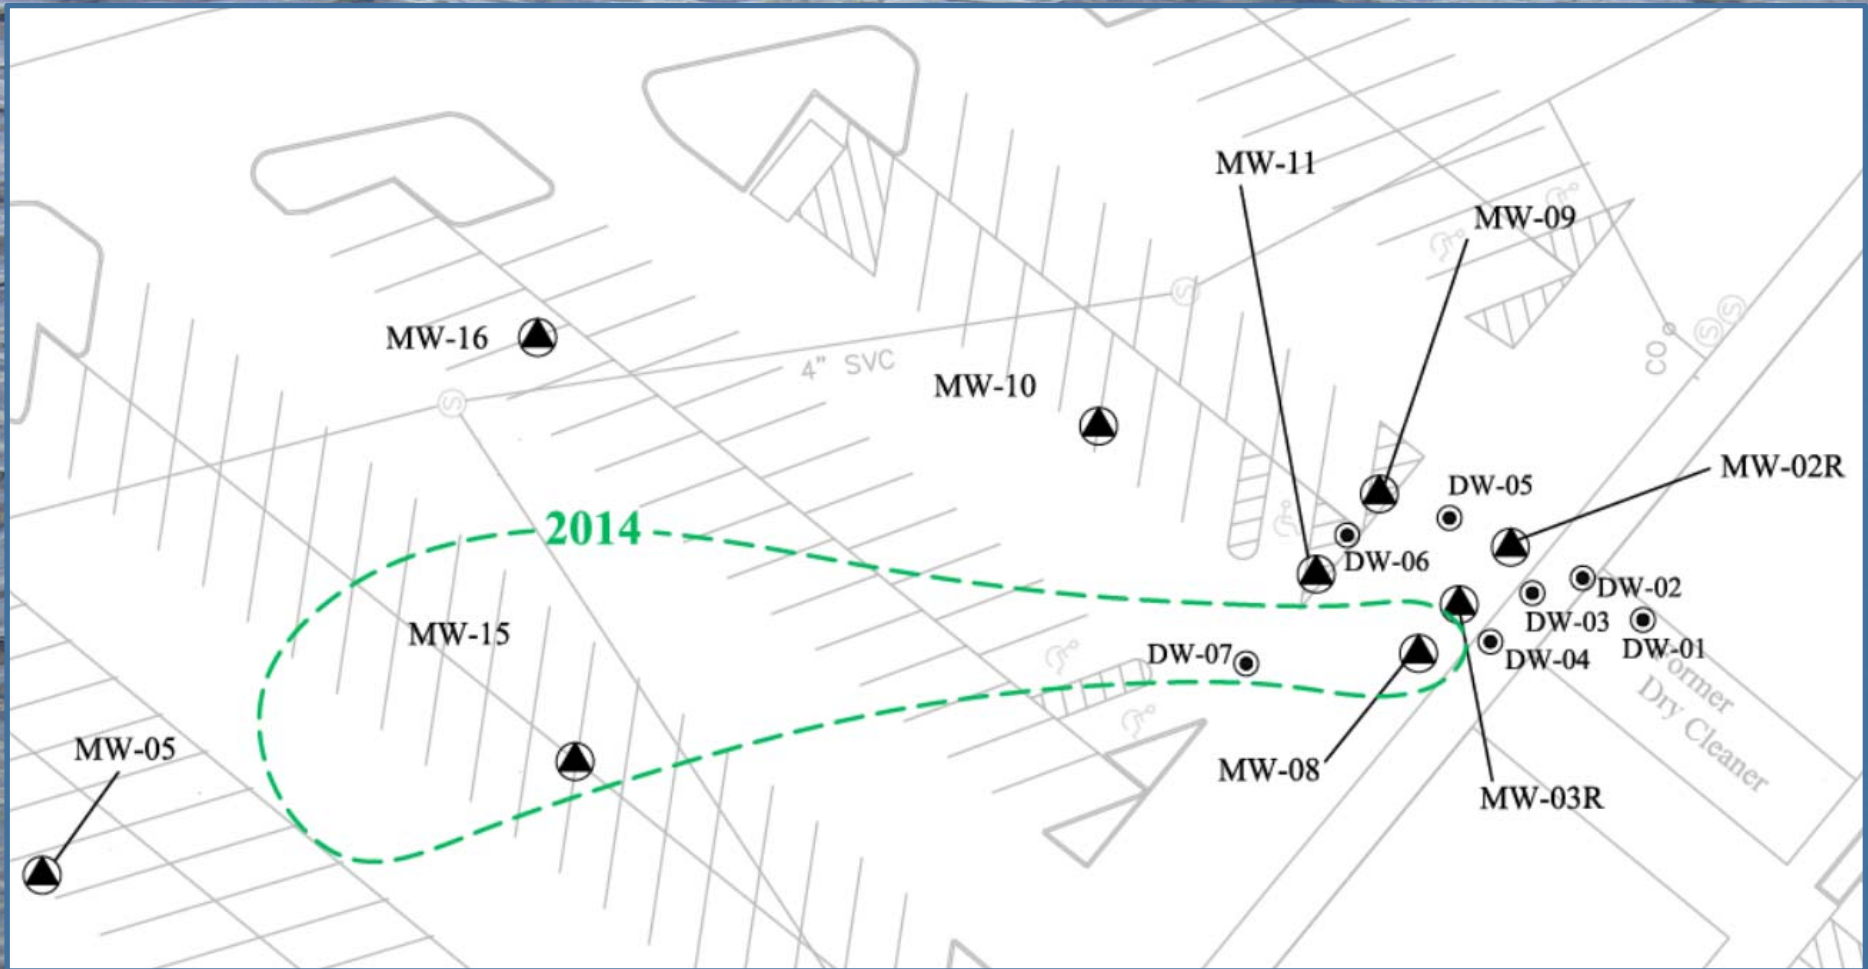 MW-11
MW-09
MW-16
4" SVC
MW-10
CO
S
S
S
S
MW-02R
DW-05
2014
DW-06
DW-02
DW-03
DW-01
DW-04
MW-15
DW-07
Former
Dry Cleaner
MW-05
MW-08
MW-03R